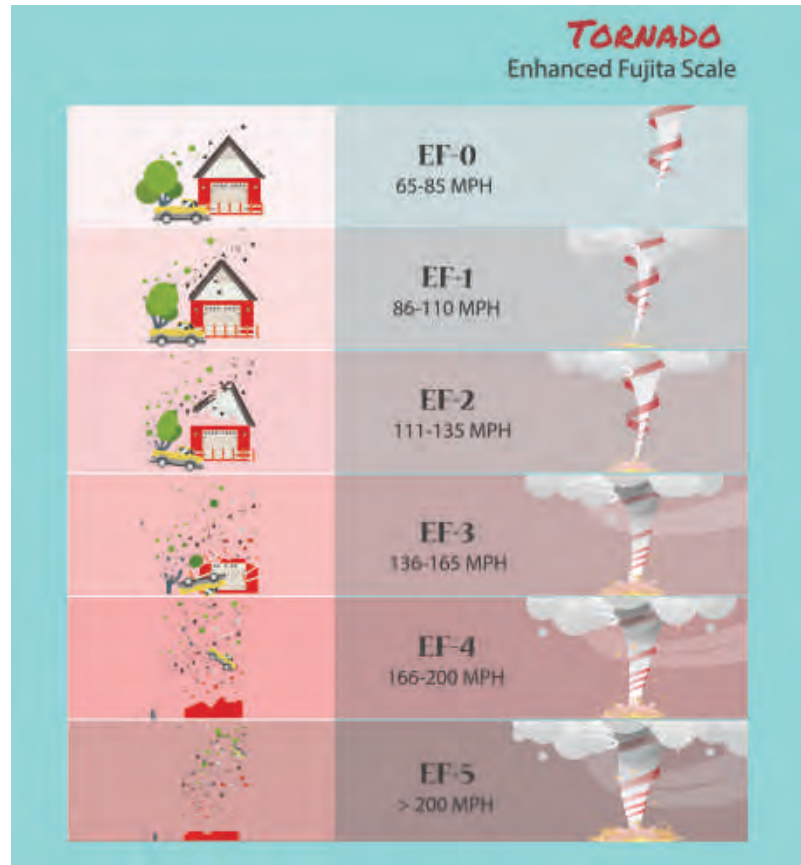 TORNADO
Enhanced Fujita Scale
EF-0
65-85 MPH
EF-1
86-110 MPH
EF-2
111-135 MPH
EF-3
136-165 MPH
EF-4
166-200 MPH
EF-5
> 200 MPH